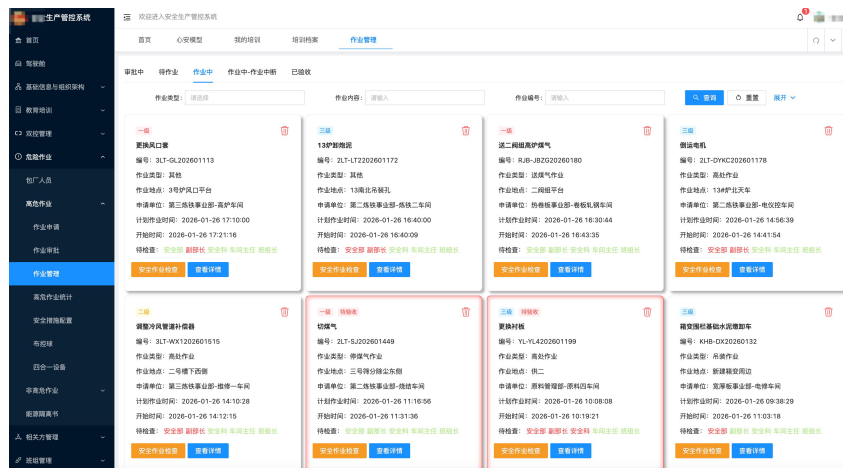 生产管控系统
欢迎进入安全生产管控系统
1
首页
驾驶舱
基础信息与组织架构
教育培训
双控管理
危险作业
包厂人员
高危作业
作业申请
作业审批
作业管理
高危作业统计
安全措施配置
布控球
四合一设备
非高危作业
能源隔离书
相关方管理
班组管理
首页 心安模型 我的培训 培训档案 作业管理
审批中 待作业 作业中 作业中-作业中断 已验收
作业类型: 请选择 作业内容: 请输入 作业编号: 请输入 查询 重置 展开
一级
更换风口套
编号: 3LT-GL202601113
作业类型: 其他
作业地点: 3号炉风口平台
申请单位: 第三炼铁事业部-高炉车间
计划作业时间: 2026-01-26 17:10:00
开始时间: 2026-01-26 17:21:16
待检查: 安全部 副部长 安全科 车间主任 班组长
安全作业检查 查看详情
三级
13炉卸炮泥
编号: 2LT-LT2202601172
作业类型: 其他
作业地点: 13南北吊装孔
申请单位: 第二炼铁事业部-炼铁二车间
计划作业时间: 2026-01-26 16:40:00
开始时间: 2026-01-26 16:40:09
待检查: 安全部 副部长 安全科 车间主任 班组长
安全作业检查 查看详情
一级
送二阀组高炉煤气
编号: RJB-JBZG20260180
作业类型: 送煤气作业
作业地点: 二阀组平台
申请单位: 热卷板事业部-卷板轧钢车间
计划作业时间: 2026-01-26 16:30:44
开始时间: 2026-01-26 16:43:35
待检查: 安全部 副部长 安全科 车间主任 班组长
安全作业检查 查看详情
三级
倒运电机
编号: 2LT-DYKC202601178
作业类型: 高处作业
作业地点: 13#炉北天车
申请单位: 第二炼铁事业部-电仪控车间
计划作业时间: 2026-01-26 14:56:39
开始时间: 2026-01-26 14:41:54
待检查: 安全部 副部长 安全科 车间主任 班组长
安全作业检查 查看详情
二级
调整冷风管道补偿器
编号: 3LT-WX1202601515
作业类型: 高处作业
作业地点: 二号槽下西侧
申请单位: 第三炼铁事业部-维修一车间
计划作业时间: 2026-01-26 14:10:28
开始时间: 2026-01-26 14:12:15
待检查: 安全部 副部长 安全科 车间主任 班组长
安全作业检查 查看详情
一级 待验收
切煤气
编号: 2LT-SJ202601449
作业类型: 停煤气作业
作业地点: 三号筛分除尘东侧
申请单位: 第二炼铁事业部-烧结车间
计划作业时间: 2026-01-26 11:16:56
开始时间: 2026-01-26 11:31:36
待检查: 安全部 副部长 安全科 车间主任 班组长
安全作业检查 查看详情
三级 待验收
更换衬板
编号: YL-YL4202601199
作业类型: 高处作业
作业地点: 供二
申请单位: 原料管理部-原料四车间
计划作业时间: 2026-01-26 10:08:08
开始时间: 2026-01-26 10:19:21
待检查: 安全部 副部长 安全科 车间主任 班组长
安全作业检查 查看详情
三级
箱变围栏基础水泥墩卸车
编号: KHB-DX20260132
作业类型: 吊装作业
作业地点: 新建箱变周边
申请单位: 宽厚板事业部-电修车间
计划作业时间: 2026-01-26 09:38:29
开始时间: 2026-01-26 11:03:18
待检查: 安全部 副部长 安全科 车间主任 班组长
安全作业检查 查看详情